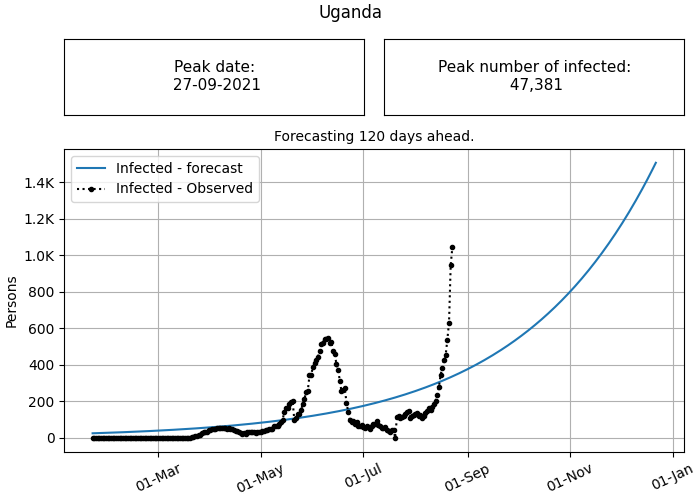 Uganda
Peak date:
27-09-2021
Peak number of infected:
47,381
Forecasting 120 days ahead.
Infected - forecast
Infected - Observed
1.4K
1.2K
1.0K
800
600
400
200
0
Persons
01-Mar
01-May
01-Jul
01-Sep
01-Nov
01-Jan